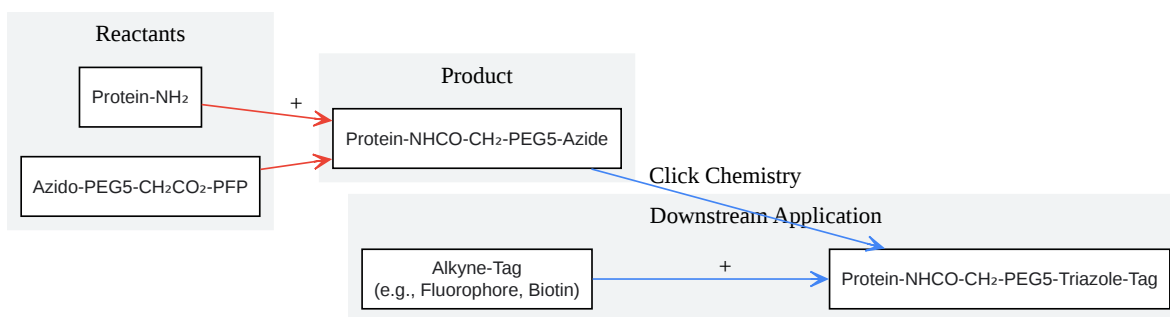 Reactants
Protein-NH₂
+
Azido-PEG5-CH₂CO₂-PFP
Product
Protein-NHCO-CH₂-PEG5-Azide
Click Chemistry
Downstream Application
Alkyne-Tag
(e.g., Fluorophore, Biotin)
+
Protein-NHCO-CH₂-PEG5-Triazole-Tag